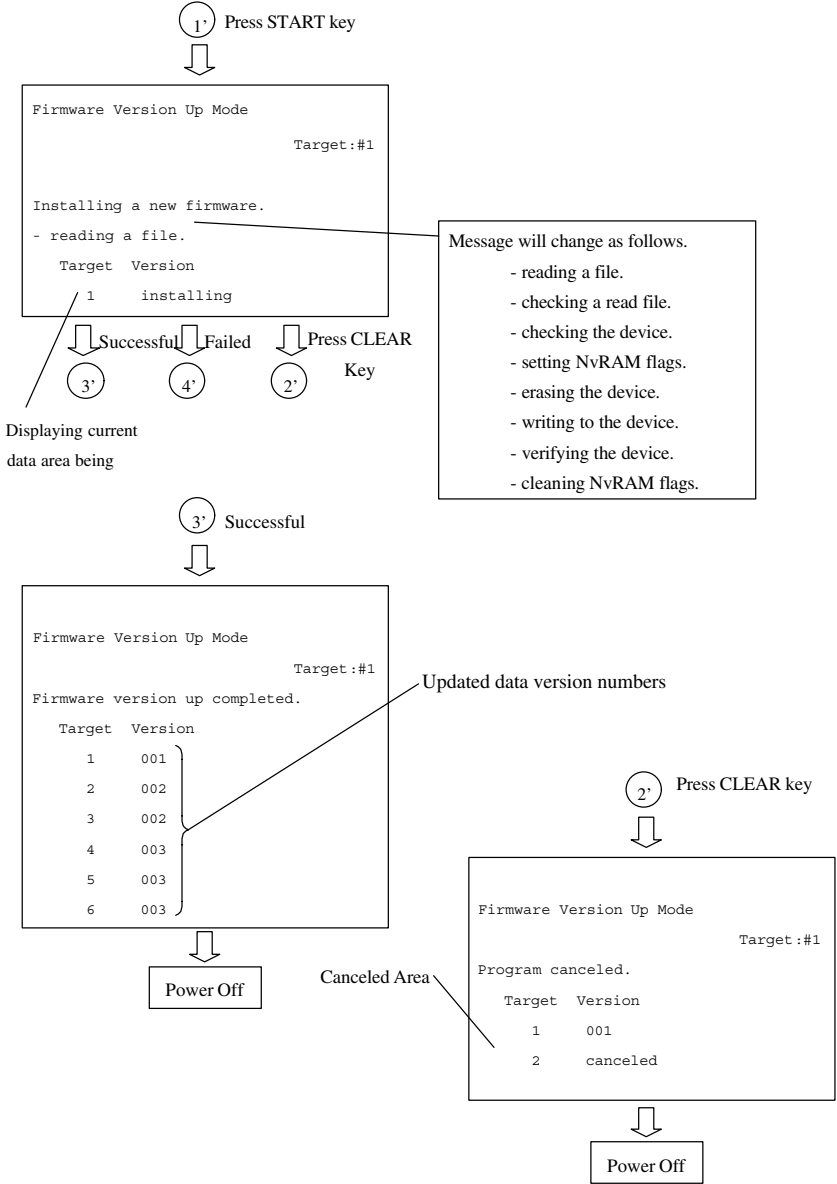 1’ Press START key
Firmware Version Up Mode
Target:#1
Installing a new firmware.
- reading a file.
Target Version
1 installing
Message will change as follows.
- reading a file.
- checking a read file.
- checking the device.
- setting NvRAM flags.
- erasing the device.
- writing to the device.
- verifying the device.
- cleaning NvRAM flags.
Successful Failed Press CLEAR
Key
3’ 4’ 2’
Displaying current
data area being
3’ Successful
Firmware Version Up Mode
Target:#1
Firmware version up completed.
Target Version
1 001
2 002
3 002
4 003
5 003
6 003
Updated data version numbers
Power Off
2’ Press CLEAR key
Firmware Version Up Mode
Target:#1
Program canceled.
Target Version
1 001
2 canceled
Canceled Area
Power Off